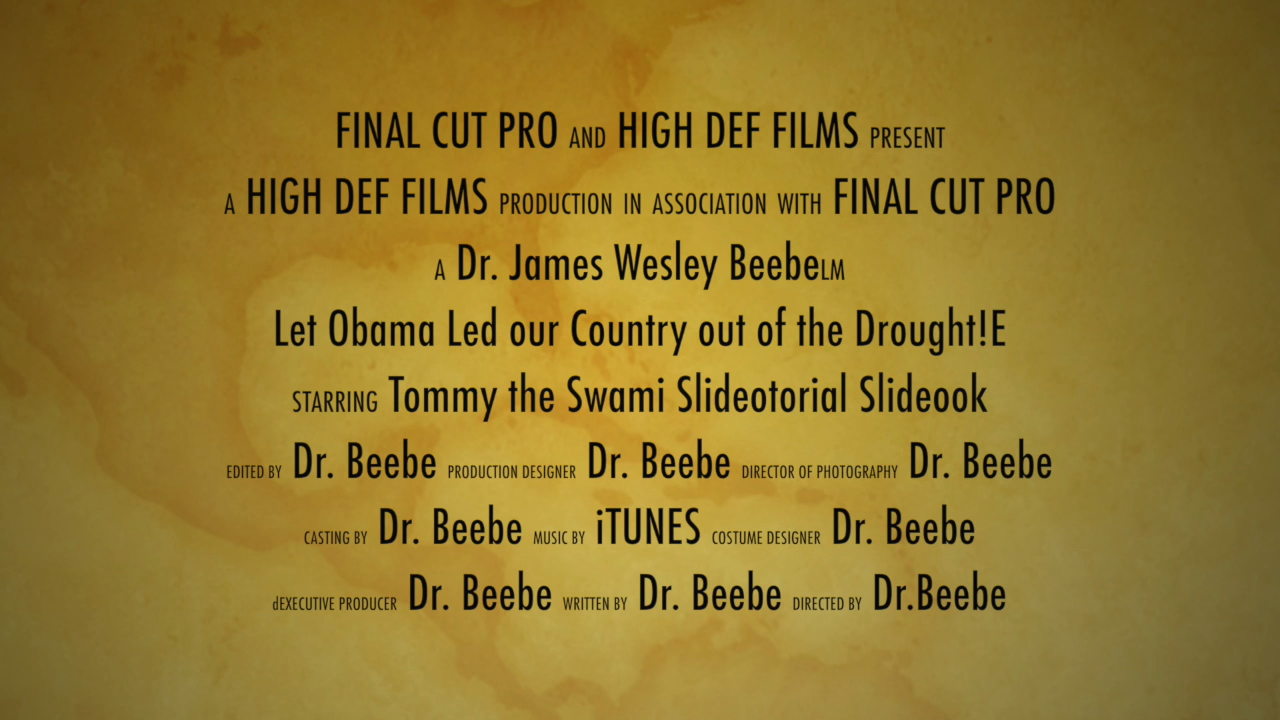 FINAL CUT PRO AND HIGH DEF FILMS PRESENT
A HIGH DEF FILMS PRODUCTION IN ASSOCIATION WITH FINAL CUT PRO
A Dr. James Wesley BeebeLM
Let Obama Led our Country out of the Drought!E
STARRING Tommy the Swami Slideotorial Slideook
EDITED BY Dr. Beebe PRODUCTION DESIGNER Dr. Beebe DIRECTOR OF PHOTOGRAPHY Dr. Beebe
CASTING BY Dr. Beebe MUSIC BY iTUNES COSTUME DESIGNER Dr. Beebe
dEXECUTIVE PRODUCER Dr. Beebe WRITTEN BY Dr. Beebe DIRECTED BY Dr.Beebe